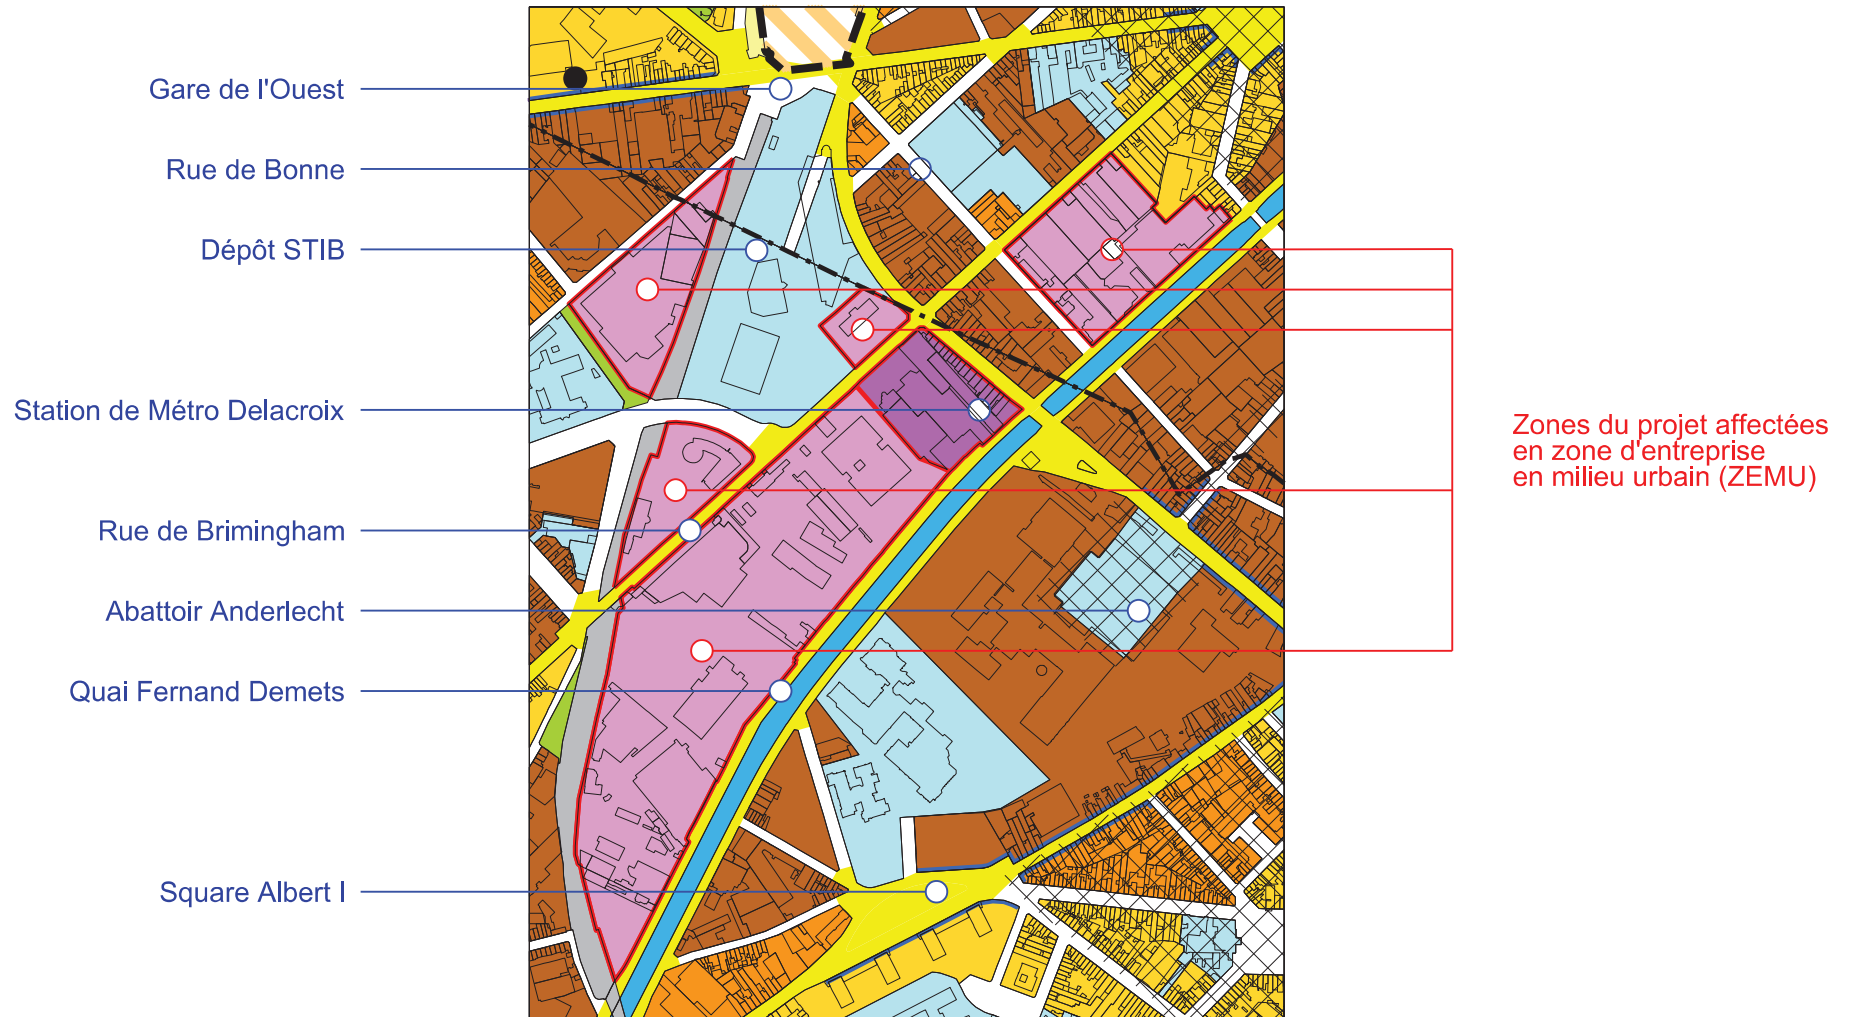 Gare de l'Ouest
Rue de Bonne
Dépôt STIB
Station de Métro Delacroix
Rue de Brimingham
Abattoir Anderlecht
Quai Fernand Demets
Square Albert I
Zones du projet affectées
en zone d'entreprise
en milieu urbain (ZEMU)